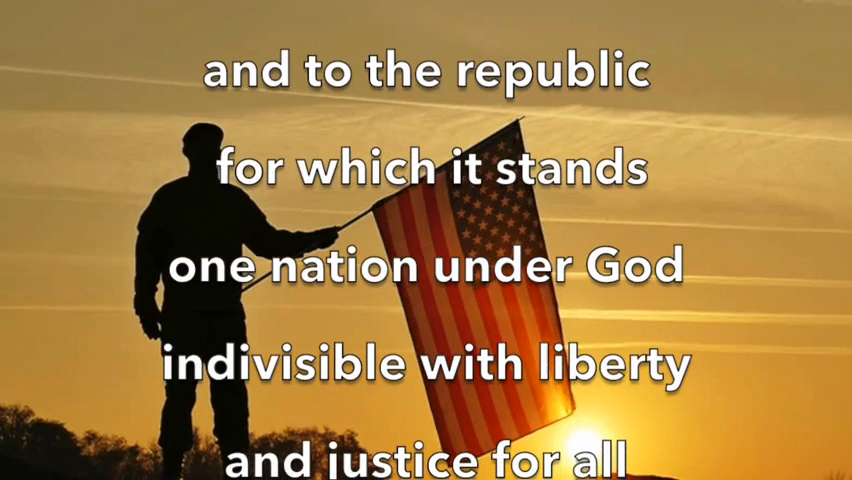 and to the republic
for which it stands
one nation under God
indivisible with liberty
and justice for all